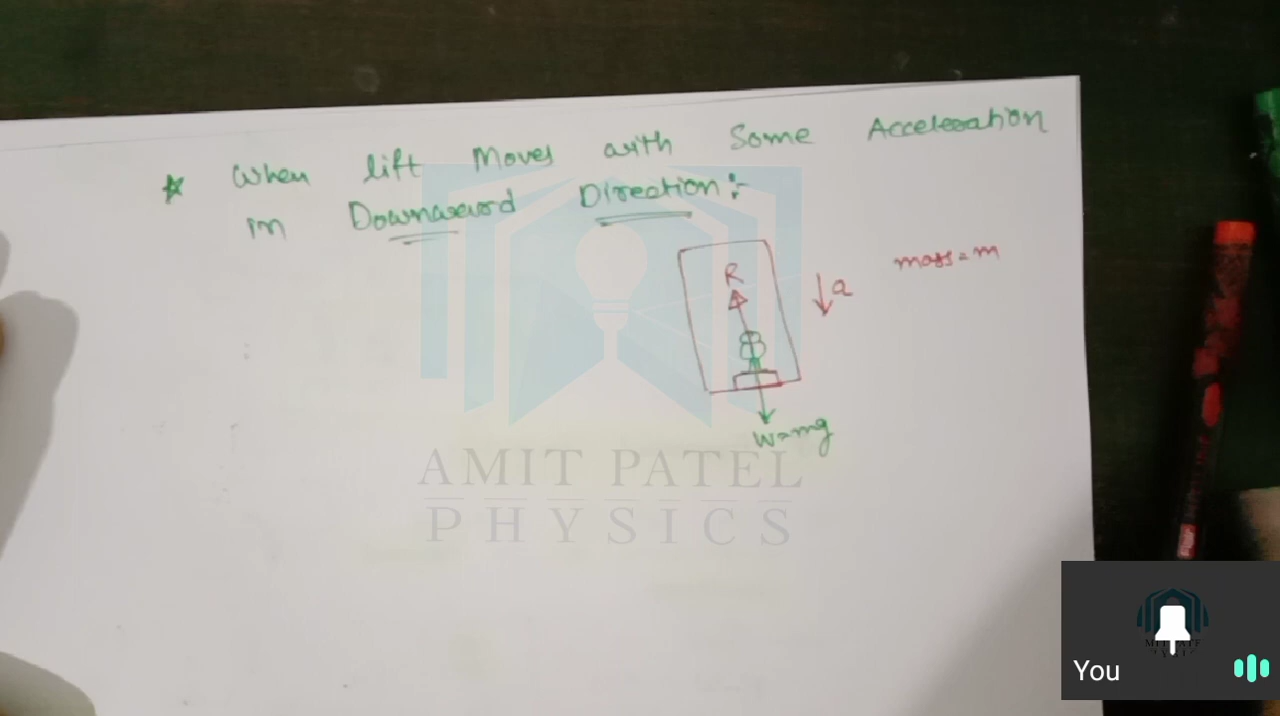 * When lift Moves with Some Acceleration
in Downward Direction :-
mass = m
R
↓a
W=mg
AMIT PATEL
PHYSICS
You